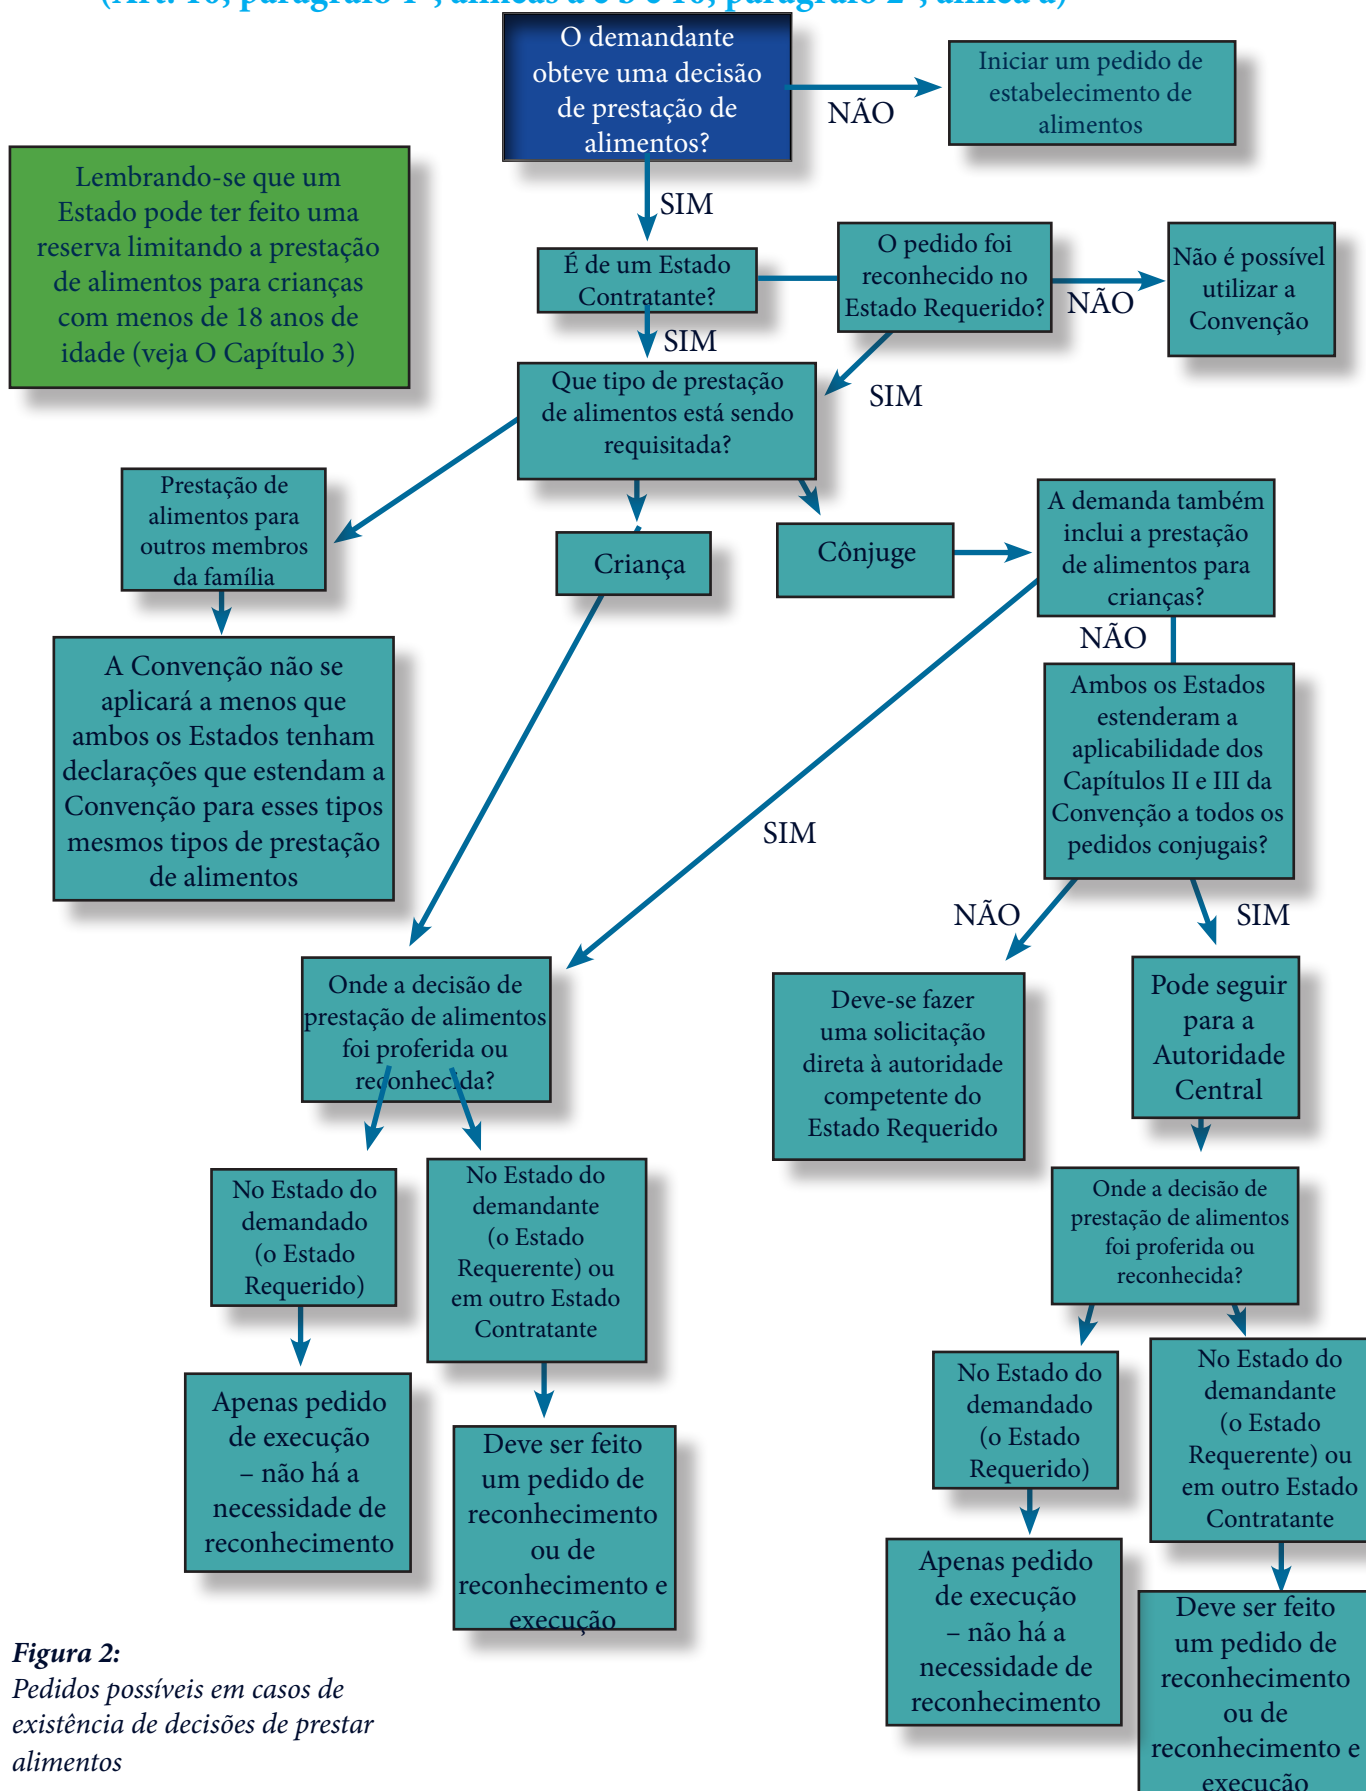 (Art. 10, parágrafo 1º, alíneas a e b e 10, parágrafo 2º, alínea a)
O demandante
obteve uma decisão
de prestação de
alimentos?
NÃO
Iniciar um pedido de
estabelecimento de
alimentos
Lembrando-se que um
Estado pode ter feito uma
reserva limitando a prestação
de alimentos para crianças
com menos de 18 anos de
idade (veja O Capítulo 3)
SIM
É de um Estado
Contratante?
O pedido foi
reconhecido no
Estado Requerido?
NÃO
Não é possível
utilizar a
Convenção
SIM
SIM
Que tipo de prestação
de alimentos está sendo
requisitada?
Prestação de
alimentos para
outros membros
da família
Criança
Cônjuge
A demanda também
inclui a prestação
de alimentos para
crianças?
NÃO
A Convenção não se
aplicará a menos que
ambos os Estados tenham
declarações que estendam a
Convenção para esses tipos
mesmos tipos de prestação
de alimentos
Ambos os Estados
estenderam a
aplicabilidade dos
Capítulos II e III da
Convenção a todos os
pedidos conjugais?
SIM
NÃO
SIM
Onde a decisão de
prestação de alimentos
foi proferida ou
reconhecida?
Deve-se fazer
uma solicitação
direta à autoridade
competente do
Estado Requerido
Pode seguir
para a
Autoridade
Central
No Estado do
demandado
(o Estado
Requerido)
No Estado do
demandante
(o Estado
Requerente) ou
em outro Estado
Contratante
Onde a decisão de
prestação de alimentos
foi proferida ou
reconhecida?
Apenas pedido
de execução
– não há a
necessidade de
reconhecimento
Deve ser feito
um pedido de
reconhecimento
ou de
reconhecimento e
execução
No Estado do
demandado
(o Estado
Requerido)
No Estado do
demandante
(o Estado
Requerente) ou
em outro Estado
Contratante
Apenas pedido
de execução
– não há a
necessidade de
reconhecimento
Deve ser feito
um pedido de
reconhecimento
ou de
reconhecimento e
execução
Figura 2:
Pedidos possíveis em casos de
existência de decisões de prestar
alimentos